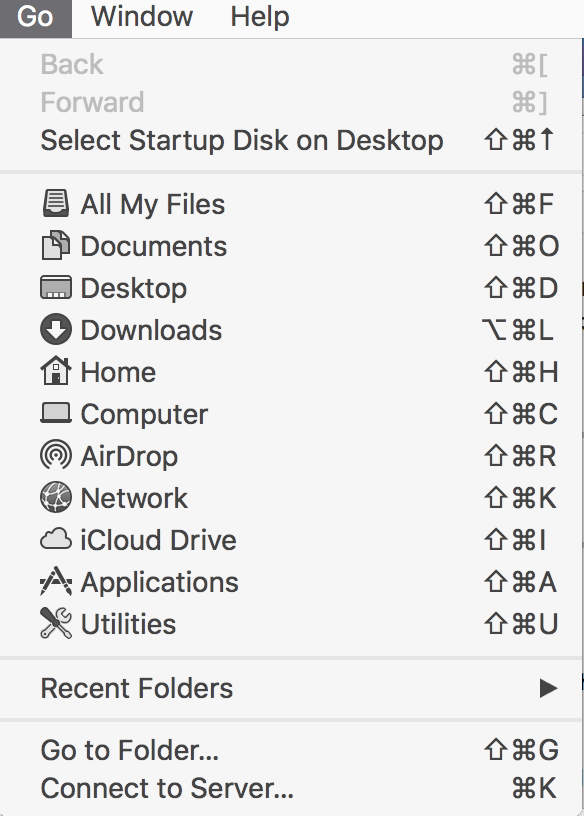 Go Window Help
Back ⌘[
Forward ⌘]
Select Startup Disk on Desktop ⇧⌘↑
All My Files ⇧⌘F
Documents ⇧⌘O
Desktop ⇧⌘D
Downloads ⌥⌘L
Home ⇧⌘H
Computer ⇧⌘C
AirDrop ⇧⌘R
Network ⇧⌘K
iCloud Drive ⇧⌘I
Applications ⇧⌘A
Utilities ⇧⌘U
Recent Folders ▶
Go to Folder... ⇧⌘G
Connect to Server... ⌘K